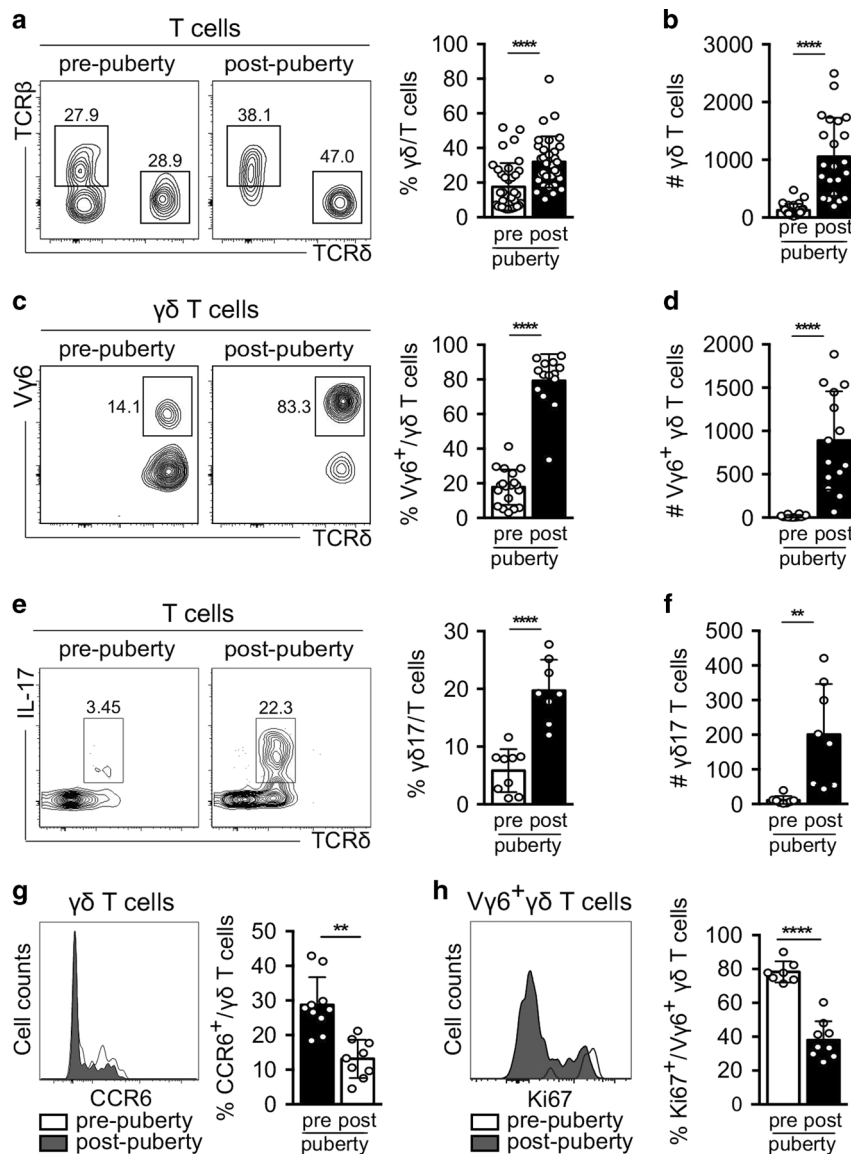 a
T cells
pre-puberty
post-puberty
TCRβ
27.9
28.9
38.1
47.0
TCRδ
% γδ/T cells
100
80
60
40
20
0
****
pre post
puberty
b
# γδ T cells
3000
2000
1000
0
****
pre post
puberty
c
γδ T cells
pre-puberty
post-puberty
Vγ6
14.1
83.3
TCRδ
% Vγ6+/γδ T cells
100
80
60
40
20
0
****
pre post
puberty
d
# Vγ6+ γδ T cells
2000
1500
1000
500
0
****
pre post
puberty
e
T cells
pre-puberty
post-puberty
IL-17
3.45
22.3
TCRδ
% γδ17/T cells
30
20
10
0
****
pre post
puberty
f
# γδ17 T cells
500
400
300
200
100
0
**
pre post
puberty
g
γδ T cells
Cell counts
CCR6
pre-puberty
post-puberty
% CCR6+/γδ T cells
50
40
30
20
10
0
**
pre post
puberty
h
Vγ6+γδ T cells
Cell counts
Ki67
pre-puberty
post-puberty
% Ki67+/Vγ6+ γδ T cells
100
80
60
40
20
0
****
pre post
puberty